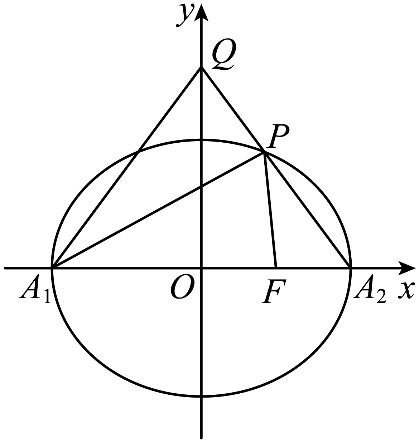 y
Q
P
A₁ O F A₂ x